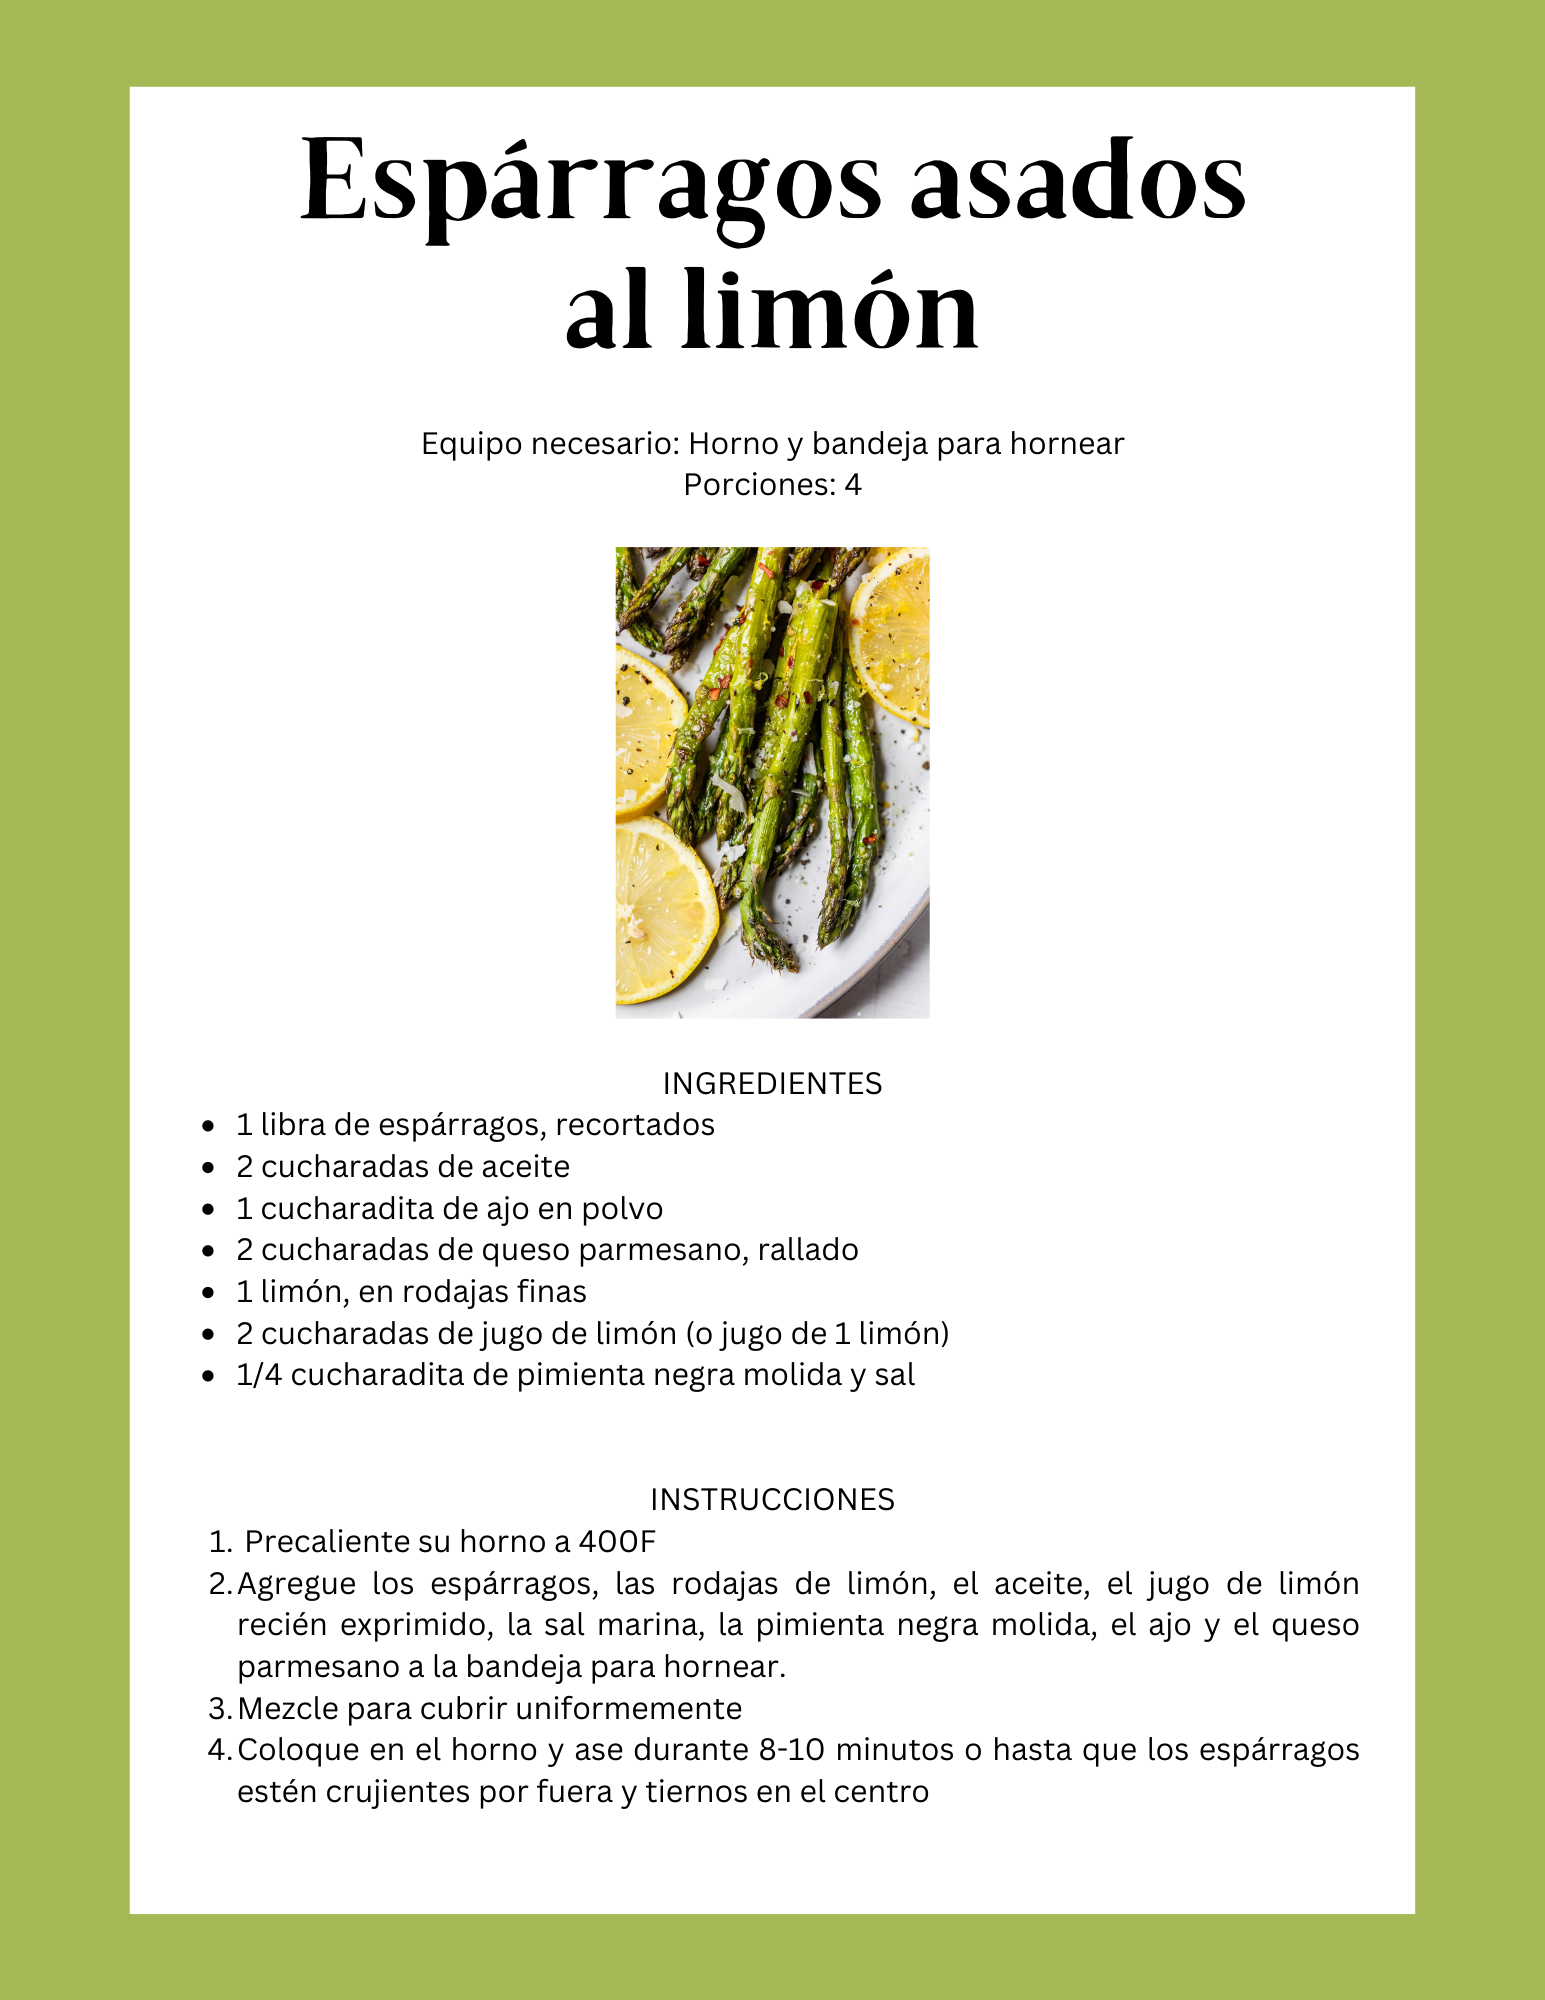 Espárragos asados
al limón
Equipo necesario: Horno y bandeja para hornear
Porciones: 4
INGREDIENTES
• 1 libra de espárragos, recortados
• 2 cucharadas de aceite
• 1 cucharadita de ajo en polvo
• 2 cucharadas de queso parmesano, rallado
• 1 limón, en rodajas finas
• 2 cucharadas de jugo de limón (o jugo de 1 limón)
• 1/4 cucharadita de pimienta negra molida y sal
INSTRUCCIONES
1. Precaliente su horno a 400F
2. Agregue los espárragos, las rodajas de limón, el aceite, el jugo de limón
recién exprimido, la sal marina, la pimienta negra molida, el ajo y el queso
parmesano a la bandeja para hornear.
3. Mezcle para cubrir uniformemente
4. Coloque en el horno y ase durante 8-10 minutos o hasta que los espárragos
estén crujientes por fuera y tiernos en el centro